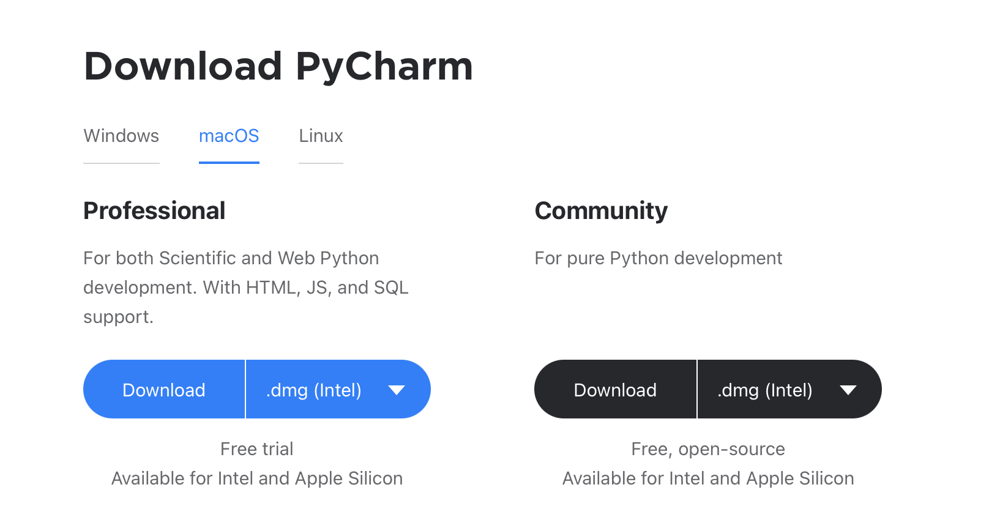 Download PyCharm
Windows
macOS
Linux
Professional
For both Scientific and Web Python
development. With HTML, JS, and SQL
support.
Download
.dmg (Intel)
Free trial
Available for Intel and Apple Silicon
Community
For pure Python development
Download
.dmg (Intel)
Free, open-source
Available for Intel and Apple Silicon